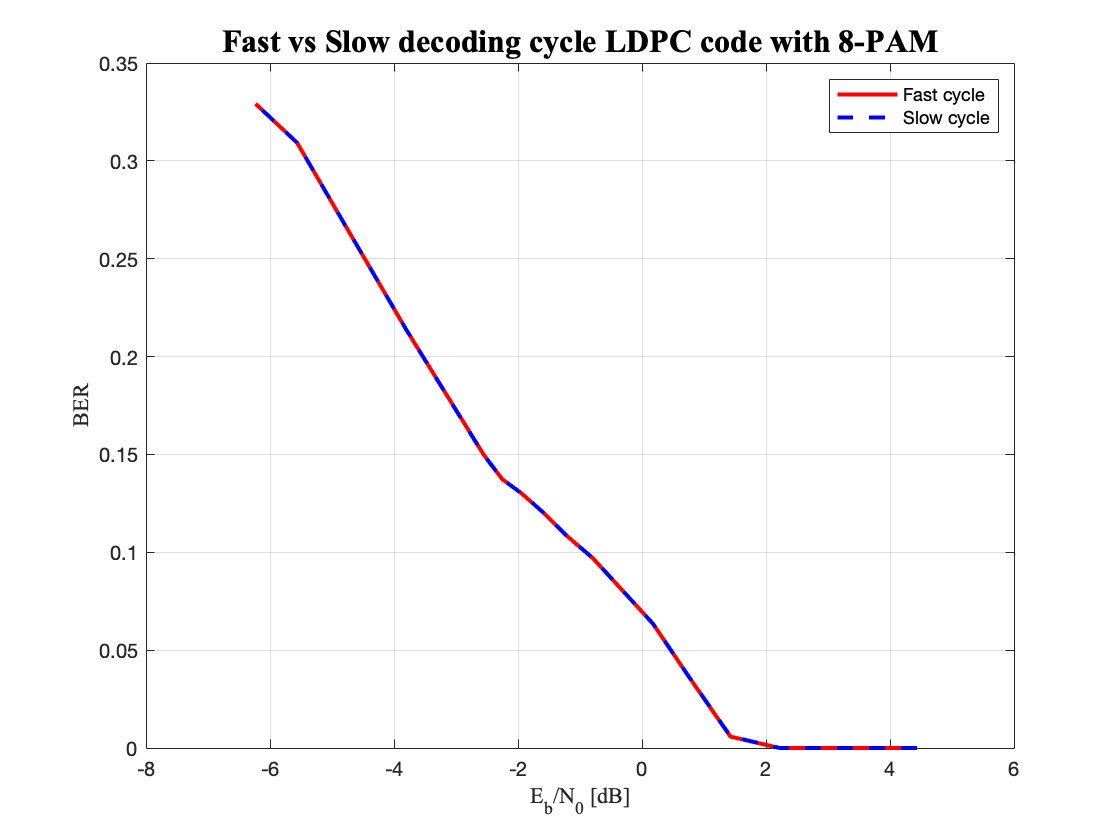 Fast vs Slow decoding cycle LDPC code with 8-PAM
0.35
0.3
0.25
0.2
0.15
0.1
0.05
0
BER
Fast cycle
Slow cycle
-8 -6 -4 -2 0 2 4 6
E_b/N_0 [dB]